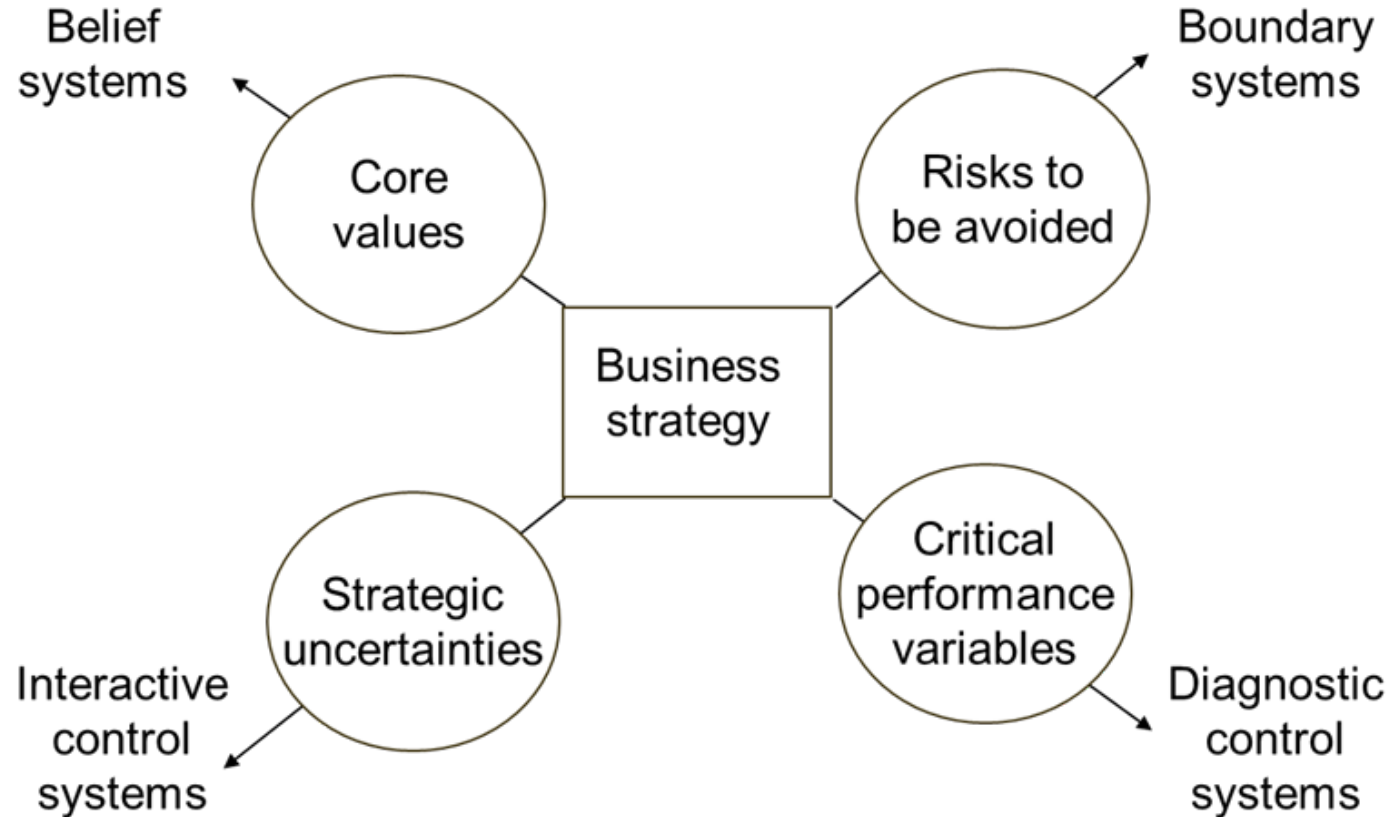 Belief
systems
Boundary
systems
Core
values
Risks to
be avoided
Business
strategy
Strategic
uncertainties
Critical
performance
variables
Interactive
control
systems
Diagnostic
control
systems